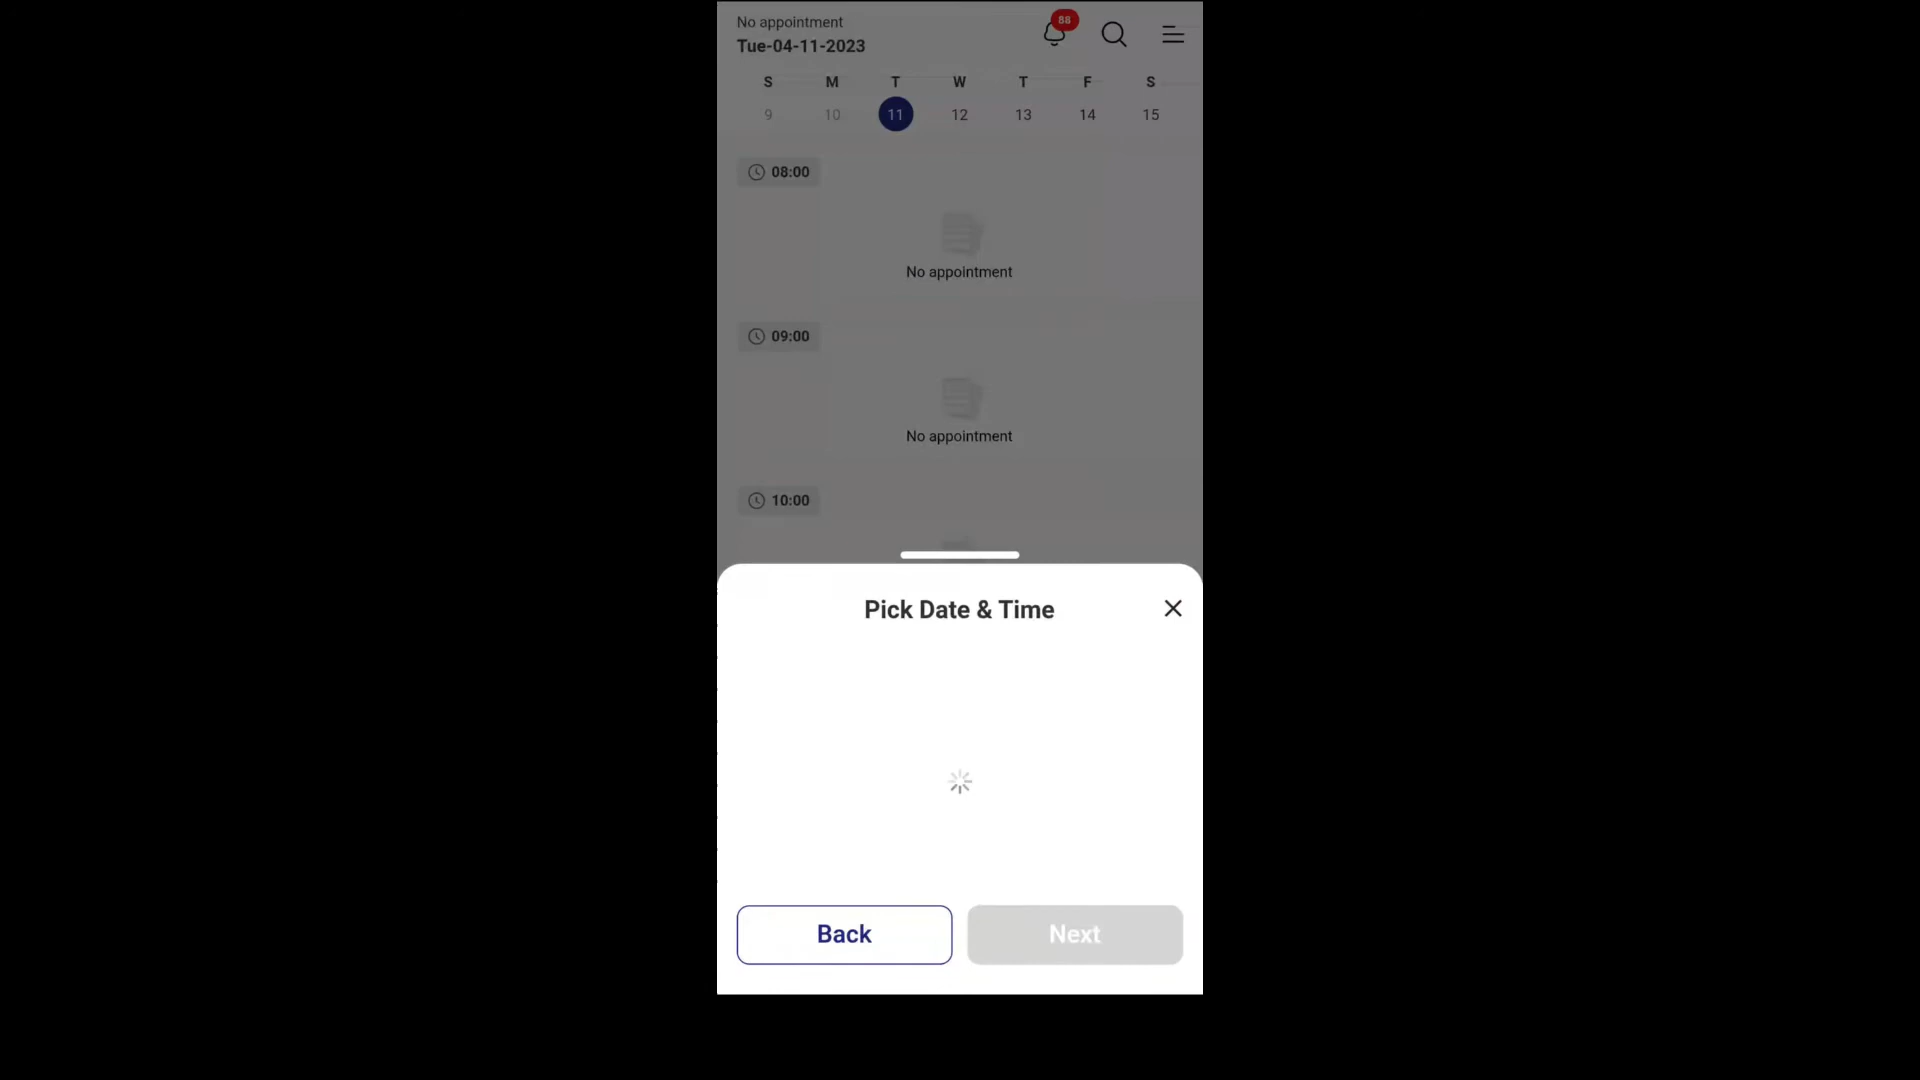 No appointment
88
Tue-04-11-2023
S M T W T F S
9 10 11 12 13 14 15
08:00
No appointment
09:00
No appointment
10:00
Pick Date & Time
Back Next